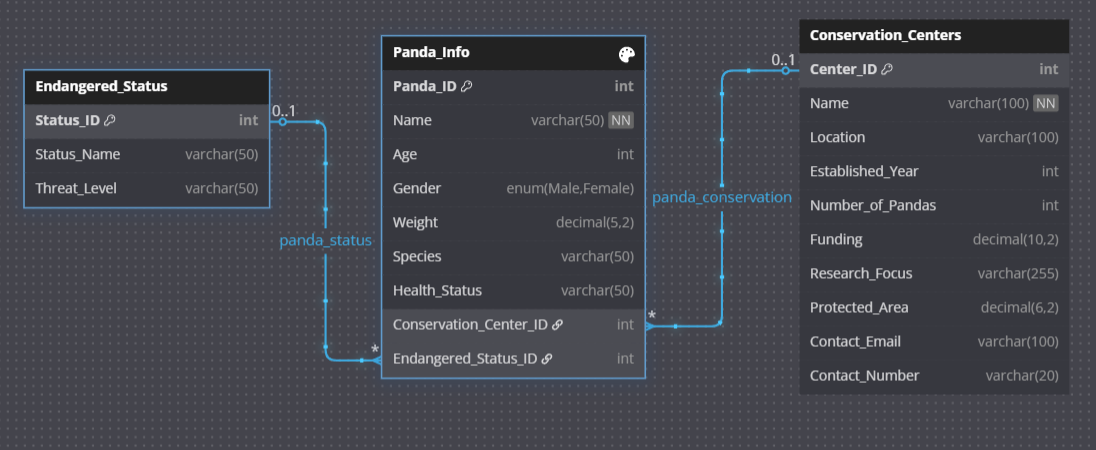 Endangered_Status
Status_ID int
Status_Name varchar(50)
Threat_Level varchar(50)
0..1
panda_status
*
Panda_Info
Panda_ID int
Name varchar(50) NN
Age int
Gender enum(Male,Female)
Weight decimal(5,2)
Species varchar(50)
Health_Status varchar(50)
Conservation_Center_ID int
Endangered_Status_ID int
*
panda_conservation
0..1
Conservation_Centers
Center_ID int
Name varchar(100) NN
Location varchar(100)
Established_Year int
Number_of_Pandas int
Funding decimal(10,2)
Research_Focus varchar(255)
Protected_Area decimal(6,2)
Contact_Email varchar(100)
Contact_Number varchar(20)